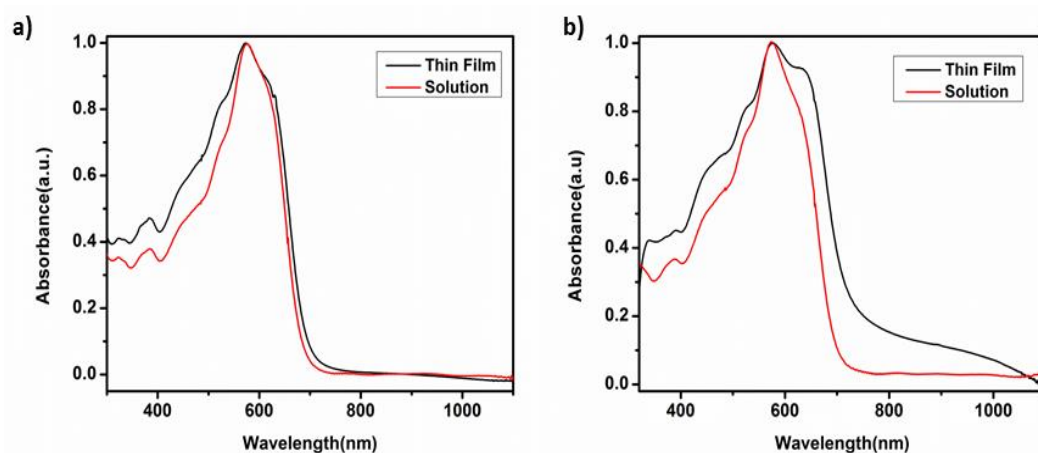 a)
Thin Film
Solution
Absorbance(a.u.)
1.0
0.8
0.6
0.4
0.2
0.0
400
600
800
1000
Wavelength(nm)
b)
Thin Film
Solution
Absorbance(a.u)
1.0
0.8
0.6
0.4
0.2
0.0
400
600
800
1000
Wavelength(nm)